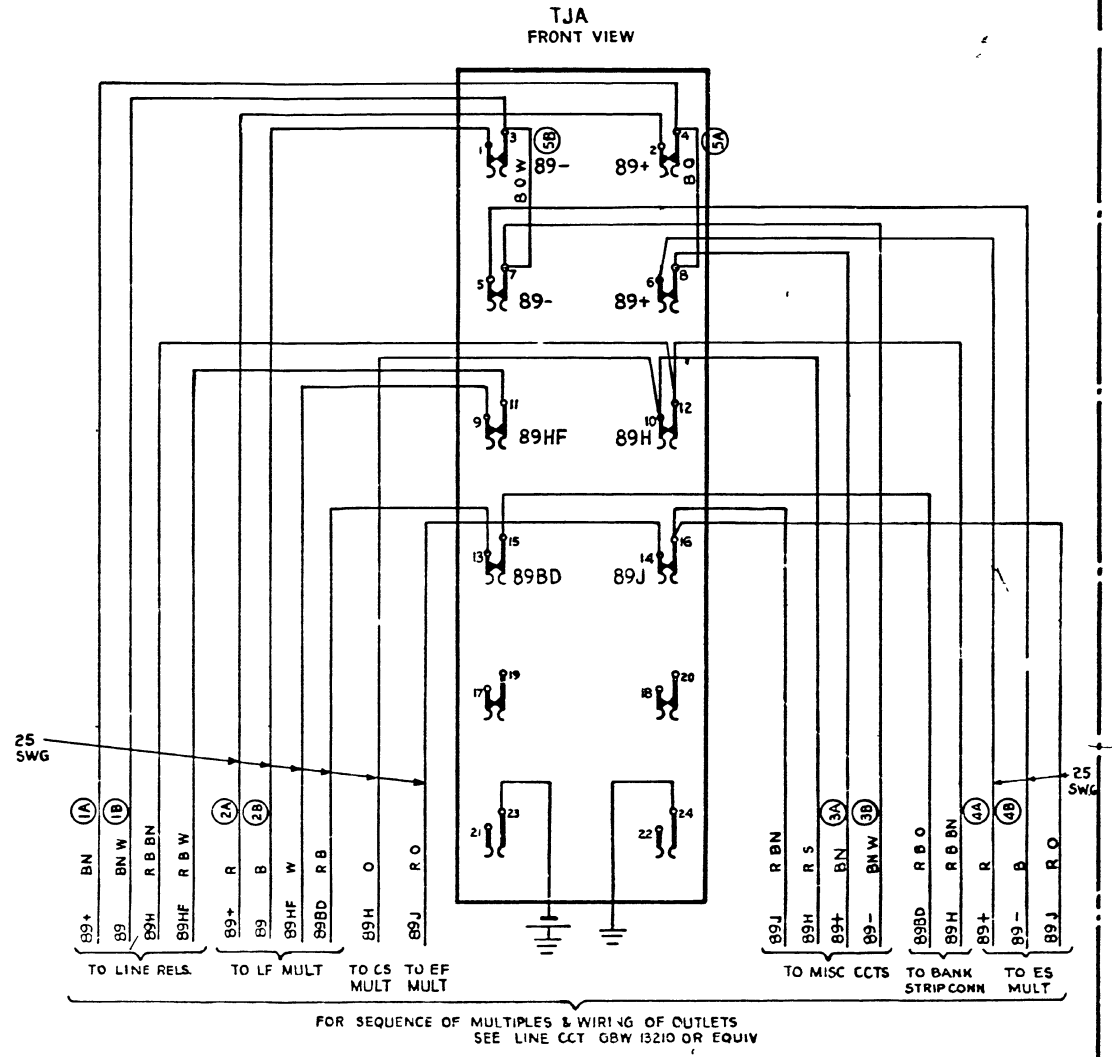 TJA
FRONT VIEW
3
5B
4
5A
1
89-
89+
2
B O W
B O
7
8
5
89-
6
89+
11
12
9
89HF
10
89H
15
16
13
89BD
14
89J
19
20
17
18
23
24
21
22
25
SWG
25
SWG
1A
1B
2A
2B
3A
3B
4A
4B
89+ BN
89 BN W
89H R B BN
89HF R B W
89+ R
89 B
89HF W
89BD R B
89H O
89J R O
89J R BN
89H R S
89+ BN
89- BN W
89BD R B O
89H R B BN
89+ R
89- B
89J R O
TO LINE RELS.
TO LF MULT
TO CS
MULT
TO EF
MULT
TO MISC CCTS
TO BANK
STRIP CONN
TO ES
MULT
FOR SEQUENCE OF MULTIPLES & WIRING OF OUTLETS
SEE LINE CCT GBW 13210 OR EQUIV